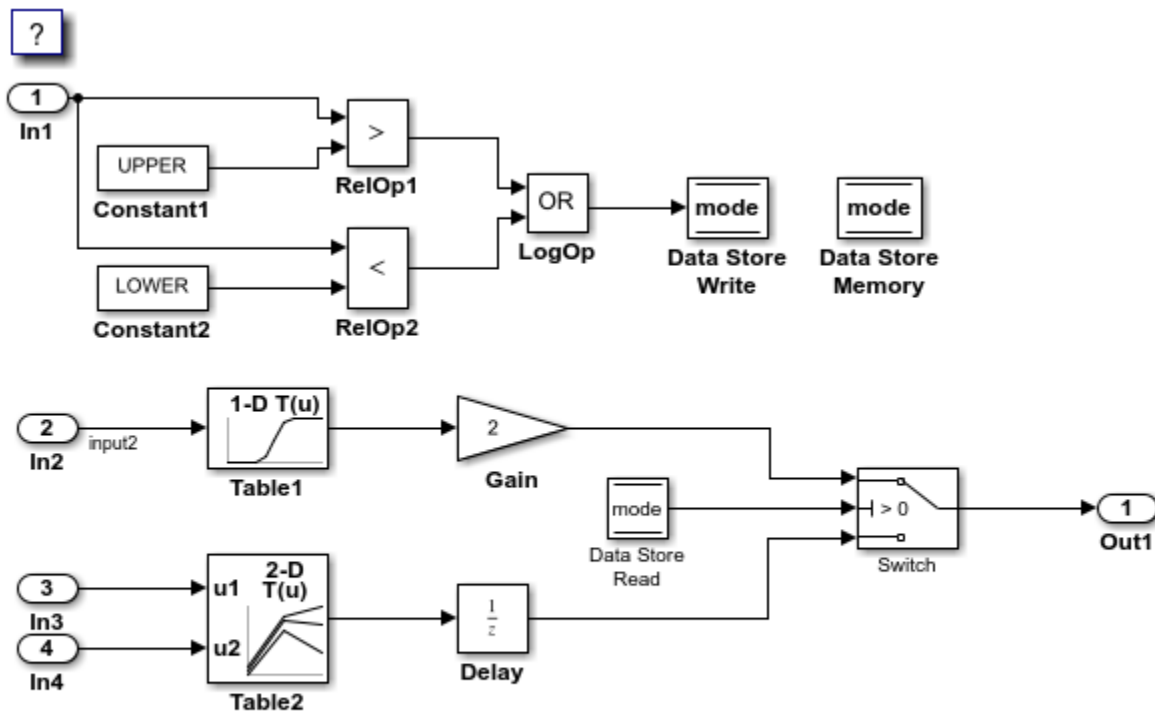 ?
1
In1
UPPER
Constant1
>
RelOp1
LOWER
Constant2
<
RelOp2
OR
LogOp
mode
Data Store
Write
mode
Data Store
Memory
2
In2
input2
1-D T(u)
Table1
2
Gain
mode
Data Store
Read
> 0
Switch
1
Out1
3
In3
4
In4
u1
u2
2-D
T(u)
Table2
1
z
Delay